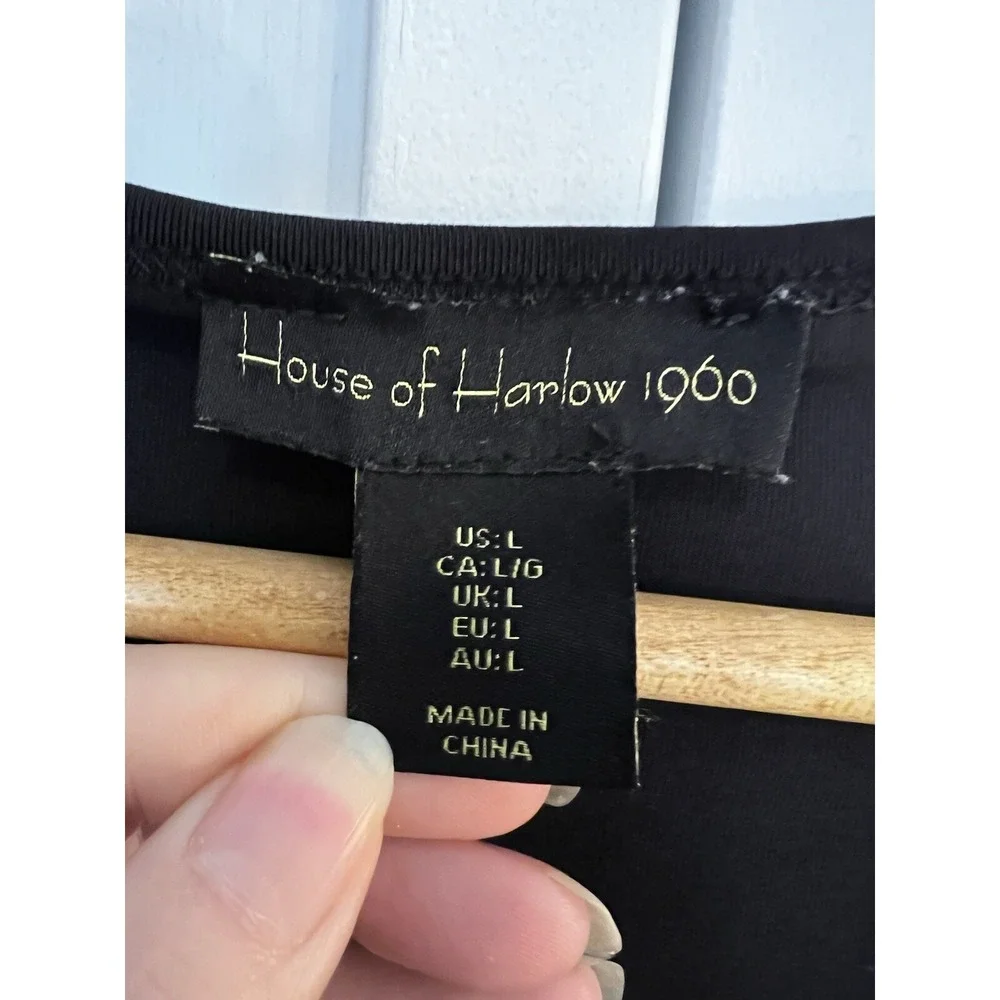 House of Harlow 1960
US: L
CA: L/G
UK: L
EU: L
AU: L
MADE IN
CHINA